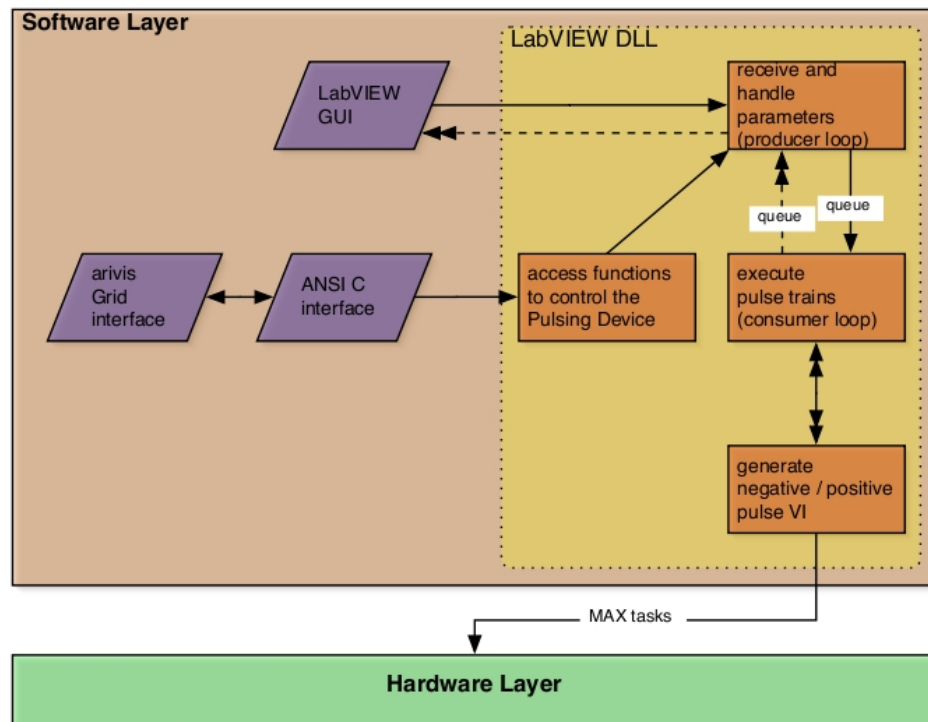 Software Layer
LabVIEW DLL
LabVIEW
GUI
receive and
handle
parameters
(producer loop)
queue
queue
arivis
Grid
interface
ANSI C
interface
access functions
to control the
Pulsing Device
execute
pulse trains
(consumer loop)
generate
negative / positive
pulse VI
MAX tasks
Hardware Layer